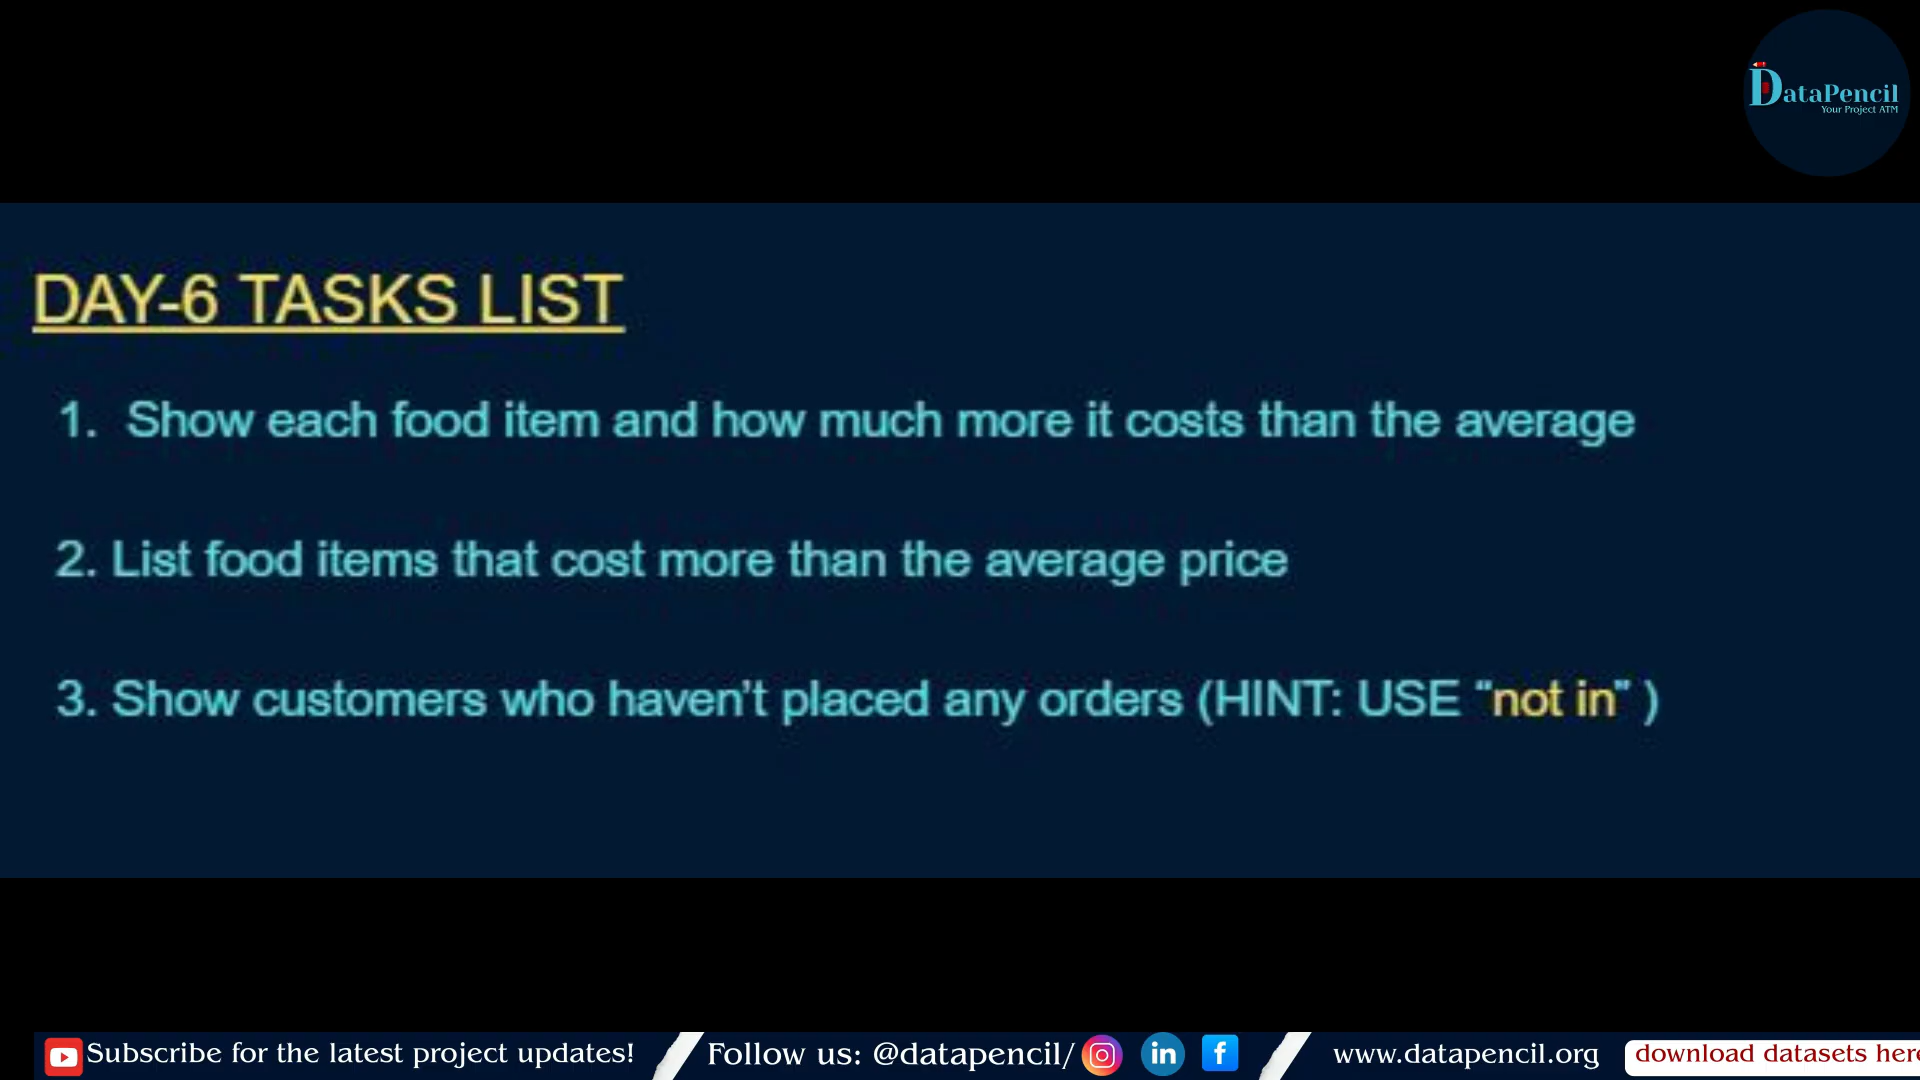 DataPencil
Your Project ATM
DAY-6 TASKS LIST
1. Show each food item and how much more it costs than the average
2. List food items that cost more than the average price
3. Show customers who haven't placed any orders (HINT: USE “not in” )
Subscribe for the latest project updates! Follow us: @datapencil/ www.datapencil.org download datasets here